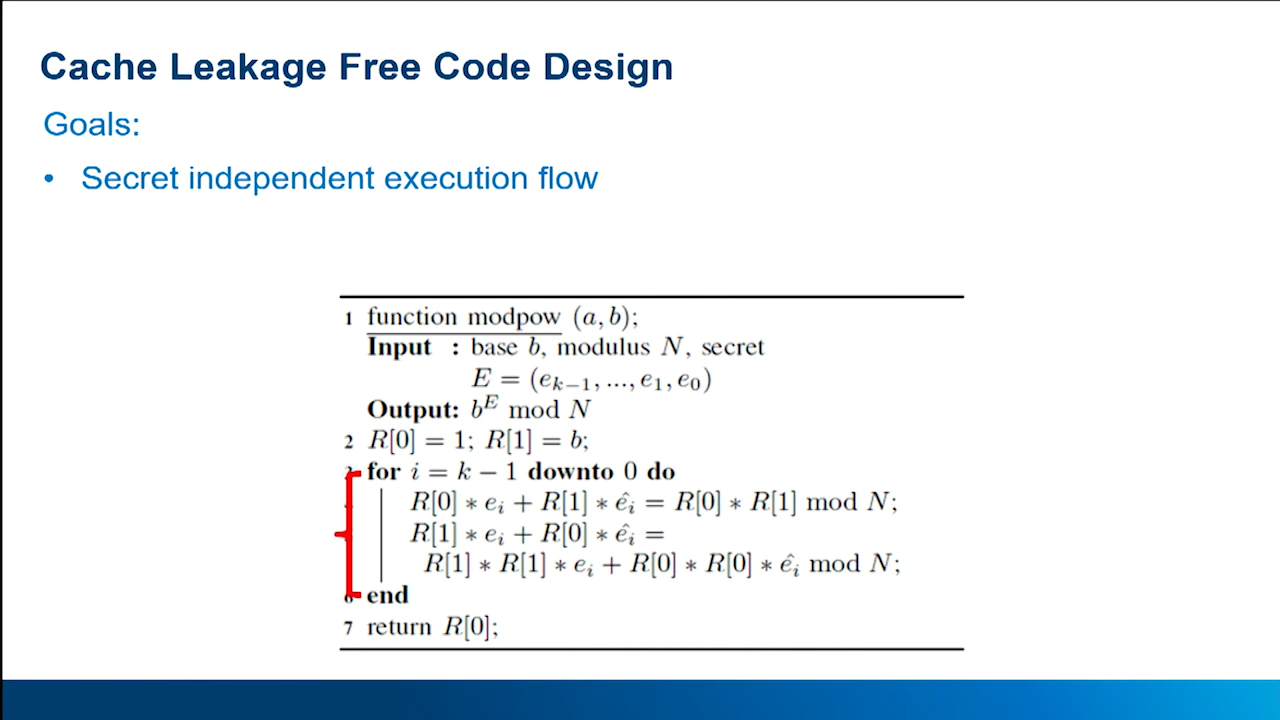 Cache Leakage Free Code Design
Goals:
• Secret independent execution flow
1 function modpow (a, b);
Input : base b, modulus N, secret
E = (e_{k−1}, ..., e_1, e_0)
Output: b^E mod N
2 R[0] = 1; R[1] = b;
for i = k − 1 downto 0 do
R[0] ∗ e_i + R[1] ∗ ê_i = R[0] ∗ R[1] mod N;
R[1] ∗ e_i + R[0] ∗ ê_i =
R[1] ∗ R[1] ∗ e_i + R[0] ∗ R[0] ∗ ê_i mod N;
end
7 return R[0];